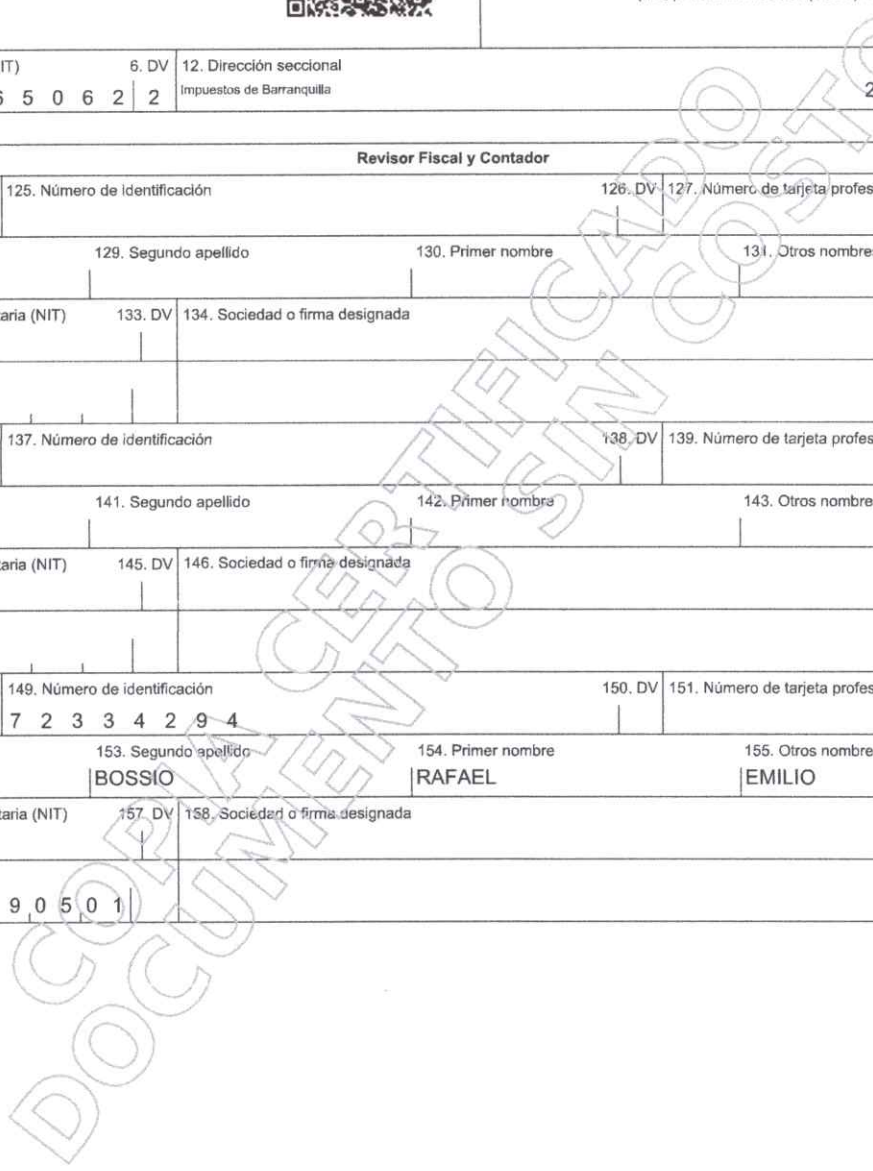 IT) 6. DV 12. Dirección seccional
5 0 6 2 2 Impuestos de Barranquilla 2
Revisor Fiscal y Contador
125. Número de identificación 126. DV 127. Número de tarjeta profes
129. Segundo apellido 130. Primer nombre 131. Otros nombre
aria (NIT) 133. DV 134. Sociedad o firma designada
137. Número de identificación 138. DV 139. Número de tarjeta profes
141. Segundo apellido 142. Primer nombre 143. Otros nombre
aria (NIT) 145. DV 146. Sociedad o firma designada
149. Número de identificación 150. DV 151. Número de tarjeta profes
7 2 3 3 4 2 9 4
153. Segundo apellido 154. Primer nombre 155. Otros nombre
BOSSIO RAFAEL EMILIO
aria (NIT) 157. DV 158. Sociedad o firma designada
9 0 5 0 1
COPIA CERTIFICADO
DOCUMENTO SIN COSTO